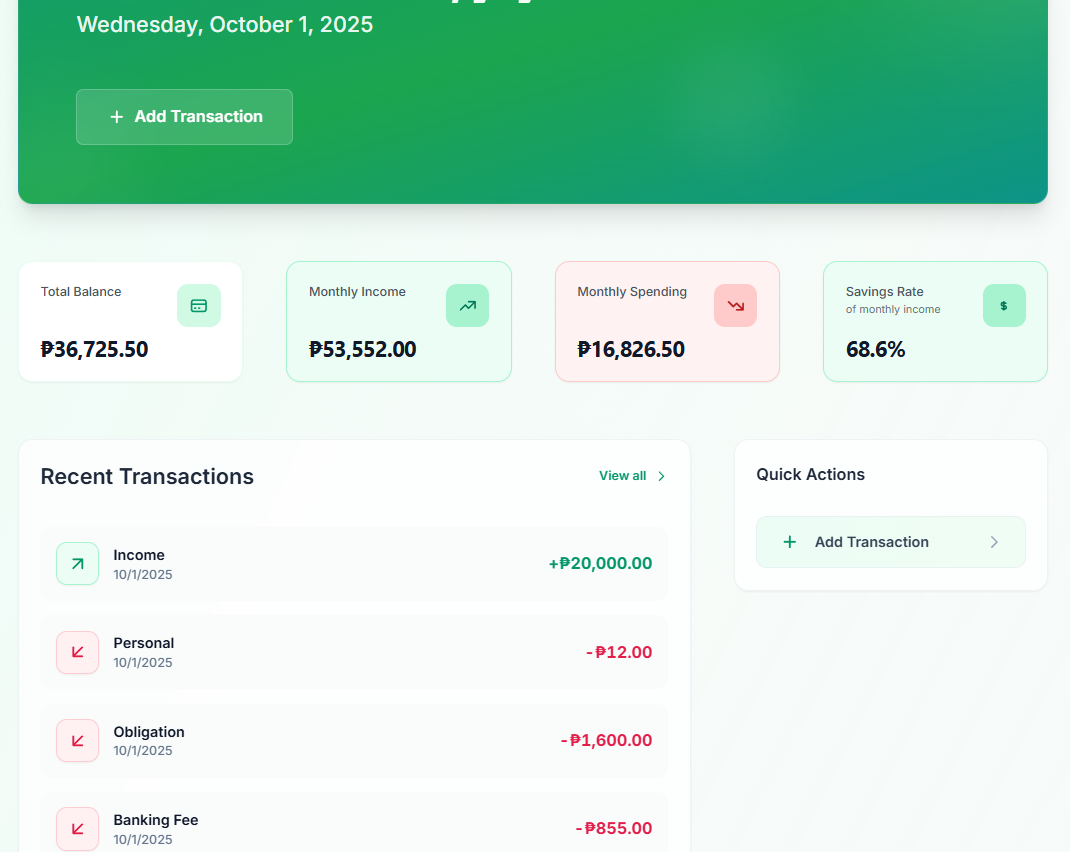 Wednesday, October 1, 2025
+ Add Transaction
Total Balance
₱36,725.50
Monthly Income
₱53,552.00
Monthly Spending
₱16,826.50
Savings Rate
of monthly income
$
68.6%
Recent Transactions
View all
Income
10/1/2025
+₱20,000.00
Personal
10/1/2025
-₱12.00
Obligation
10/1/2025
-₱1,600.00
Banking Fee
10/1/2025
-₱855.00
Quick Actions
+ Add Transaction